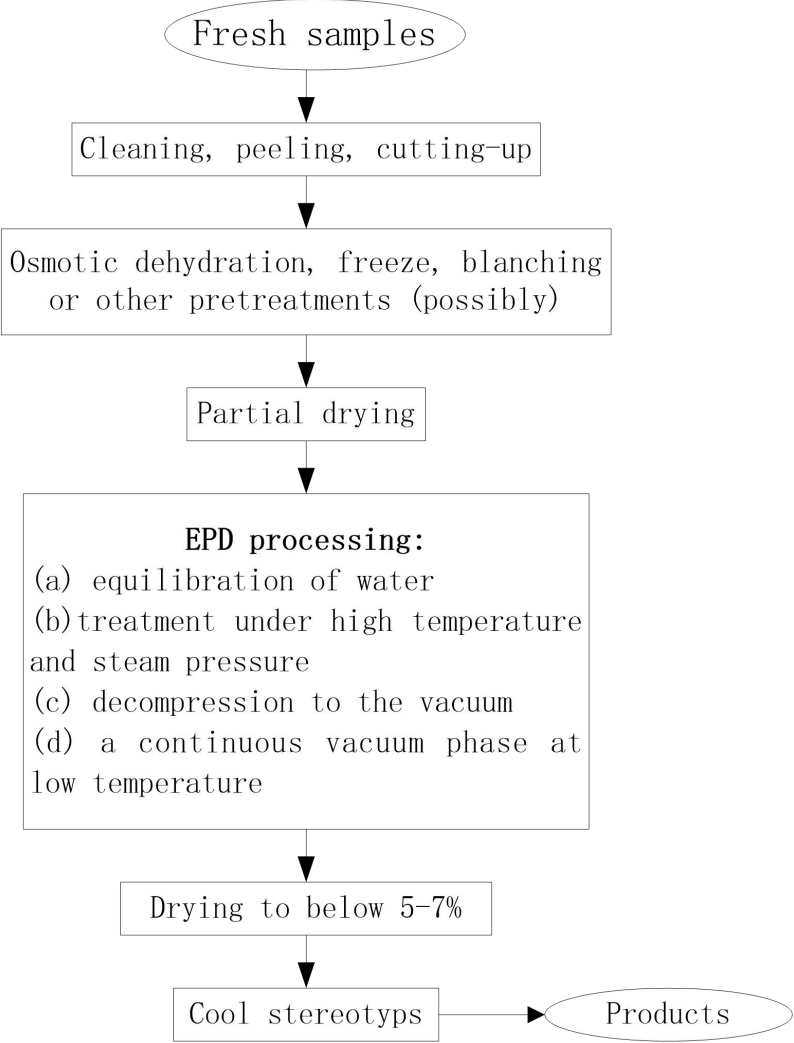 Fresh samples
Cleaning, peeling, cutting-up
Osmotic dehydration, freeze, blanching
or other pretreatments (possibly)
Partial drying
EPD processing:
(a) equilibration of water
(b)treatment under high temperature
and steam pressure
(c) decompression to the vacuum
(d) a continuous vacuum phase at
low temperature
Drying to below 5-7%
Cool stereotyps
Products